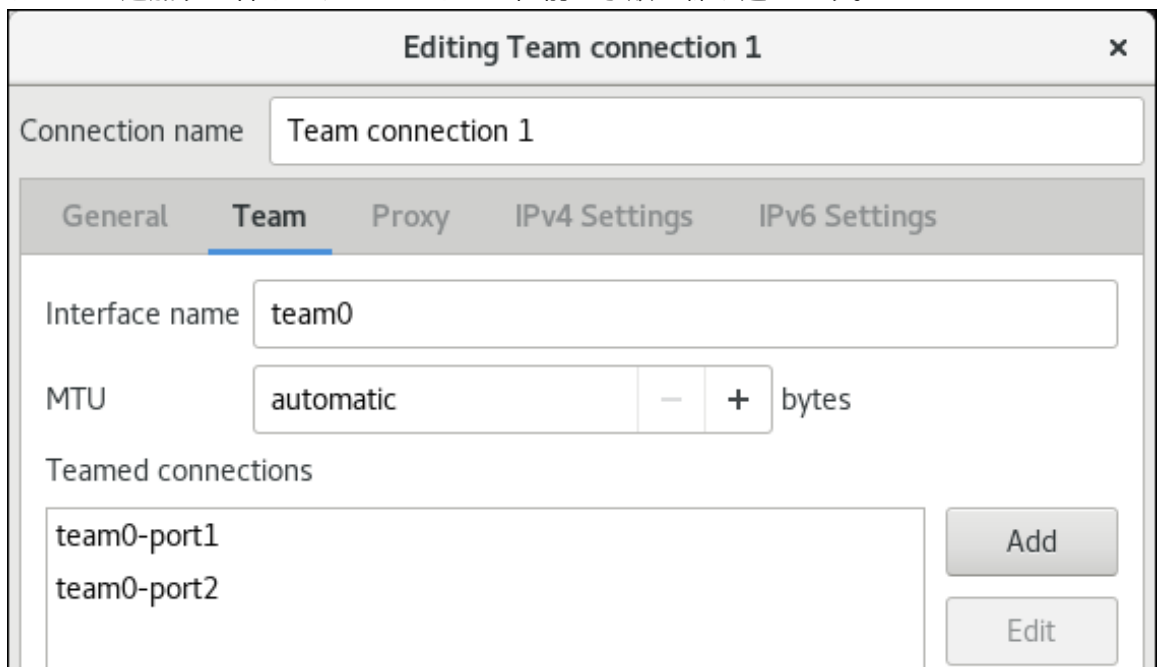 Editing Team connection 1 ×
Connection name Team connection 1
General Team Proxy IPv4 Settings IPv6 Settings
Interface name team0
MTU automatic − + bytes
Teamed connections
team0-port1
Add
team0-port2
Edit